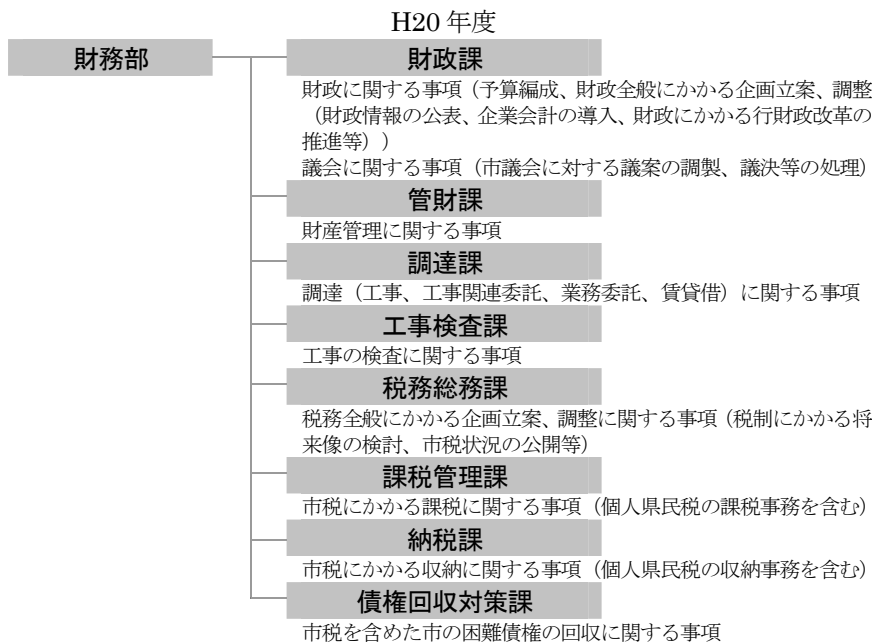 H20 年度
財務部
財政課
財政に関する事項（予算編成、財政全般にかかる企画立案、調整
（財政情報の公表、企業会計の導入、財政にかかる行財政改革の
推進等））
議会に関する事項（市議会に対する議案の調製、議決等の処理）
管財課
財産管理に関する事項
調達課
調達（工事、工事関連委託、業務委託、賃貸借）に関する事項
工事検査課
工事の検査に関する事項
税務総務課
税務全般にかかる企画立案、調整に関する事項（税制にかかる将
来像の検討、市税状況の公開等）
課税管理課
市税にかかる課税に関する事項（個人県民税の課税事務を含む）
納税課
市税にかかる収納に関する事項（個人県民税の収納事務を含む）
債権回収対策課
市税を含めた市の困難債権の回収に関する事項